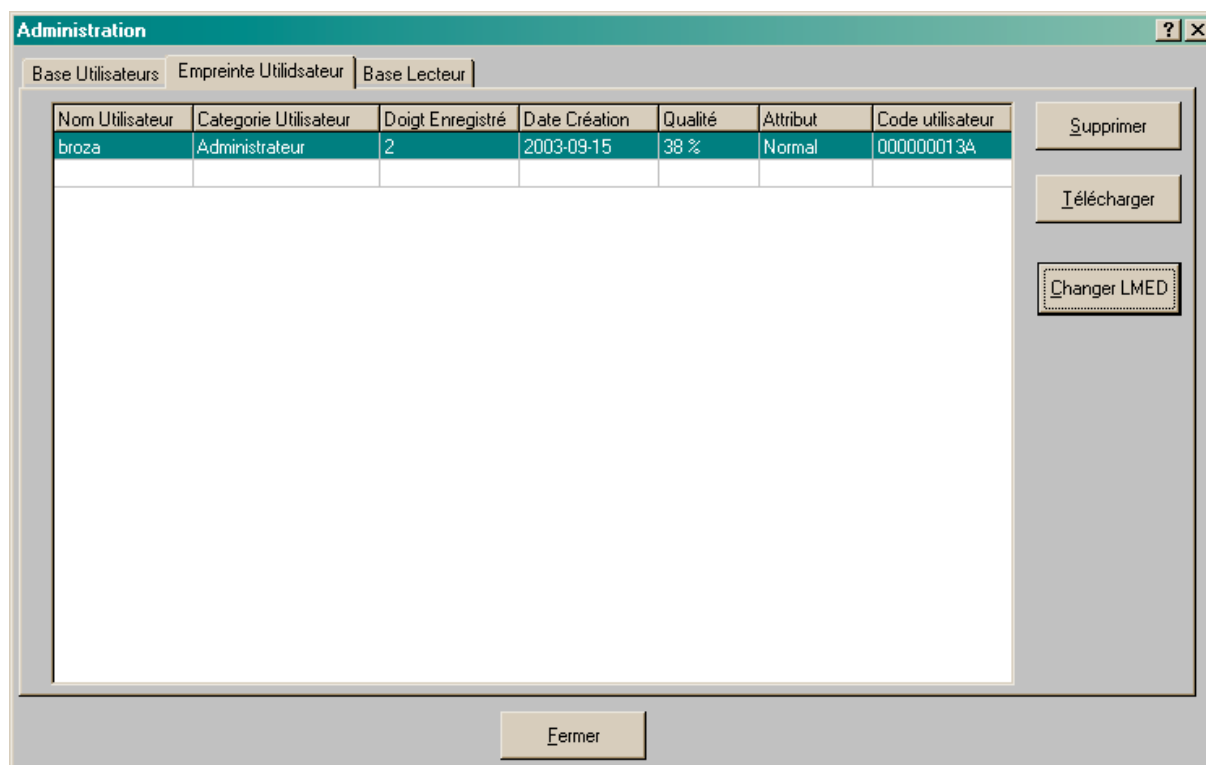 Administration
Base Utilisateurs Empreinte Utilidsateur Base Lecteur
Nom Utilisateur Categorie Utilisateur Doigt Enregistré Date Création Qualité Attribut Code utilisateur
broza Administrateur 2 2003-09-15 38 % Normal 000000013A
Supprimer
Télécharger
Changer LMED
Fermer